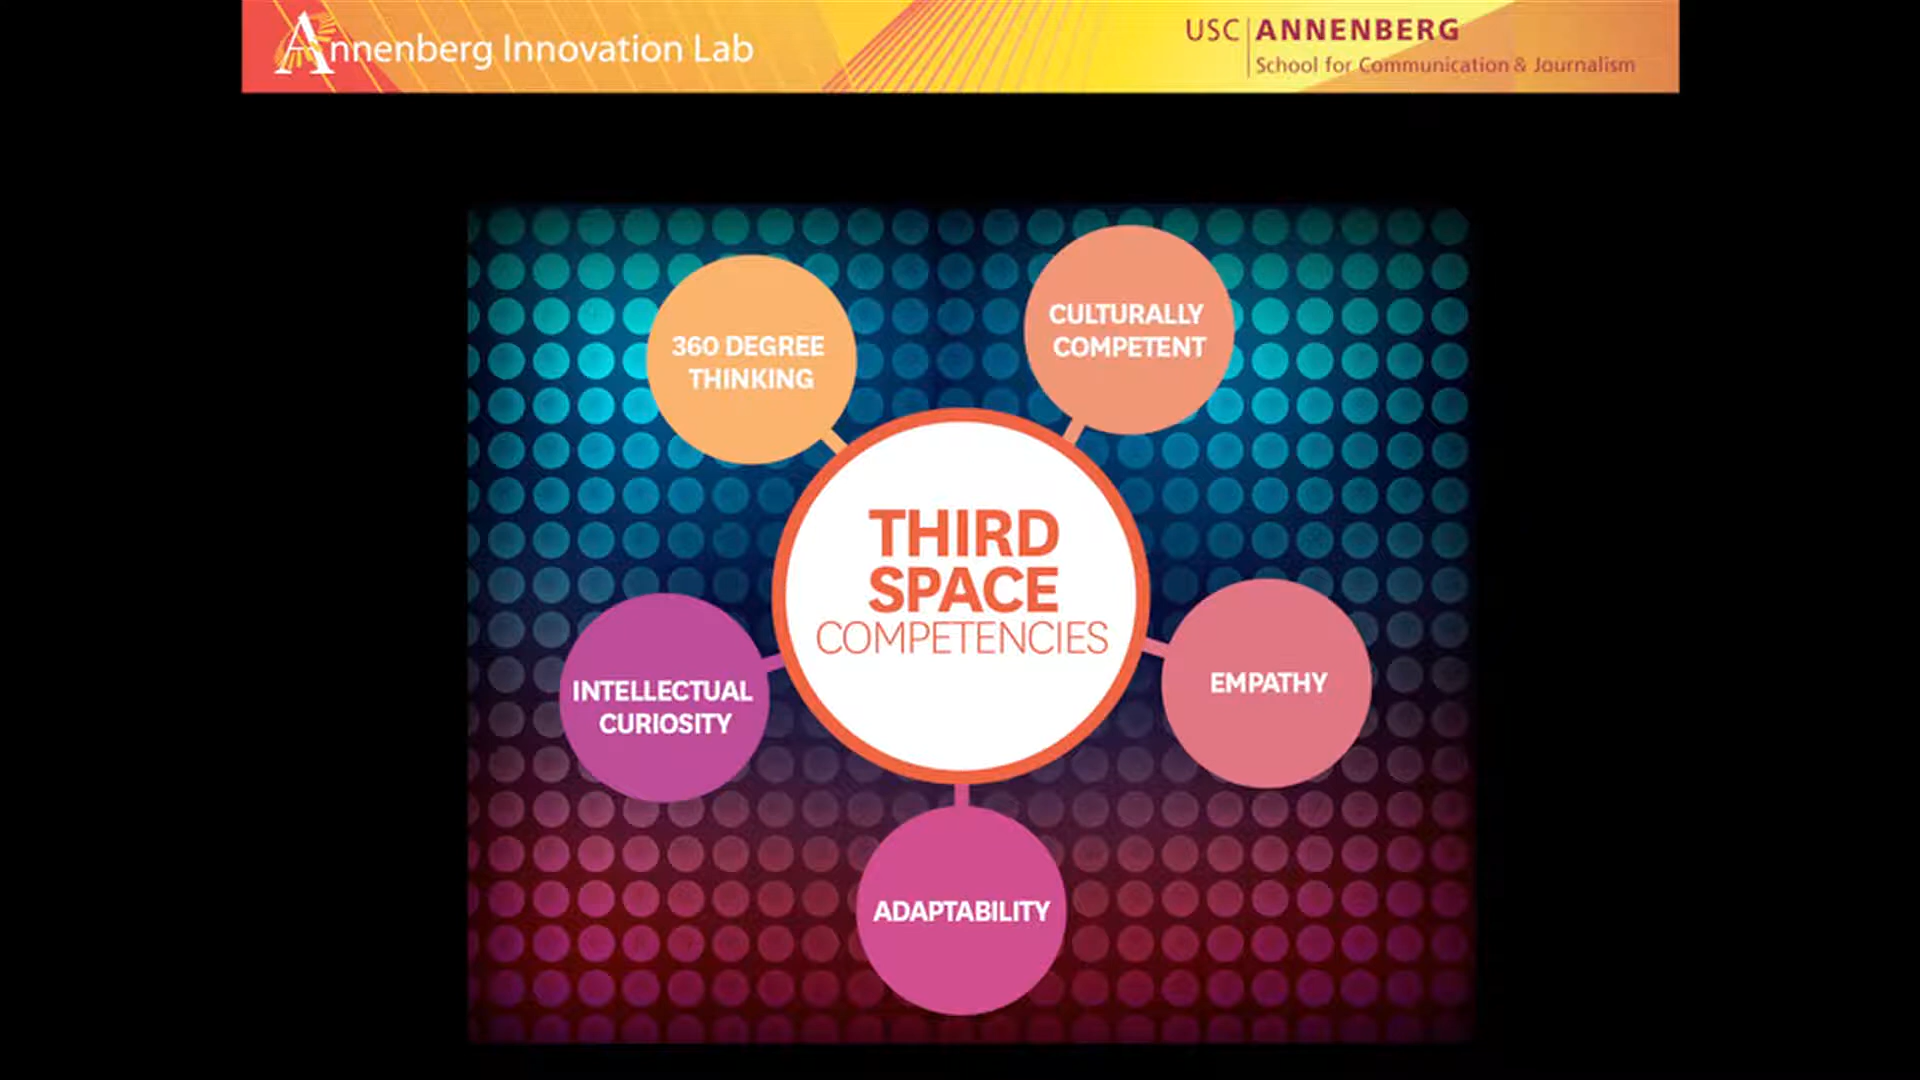 Annenberg Innovation Lab
USC ANNENBERG
School for Communication & Journalism
360 DEGREE
THINKING
CULTURALLY
COMPETENT
THIRD
SPACE
COMPETENCIES
INTELLECTUAL
CURIOSITY
EMPATHY
ADAPTABILITY